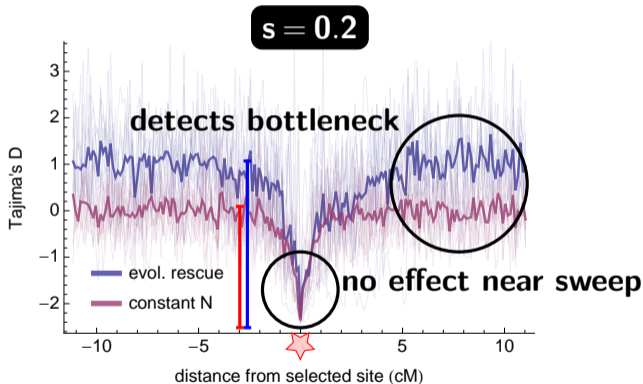 s = 0.2
3
2
detects bottleneck
1
0
−1
−2
Tajima's D
evol. rescue
constant N
no effect near sweep
−10
−5
5
10
distance from selected site (cM)